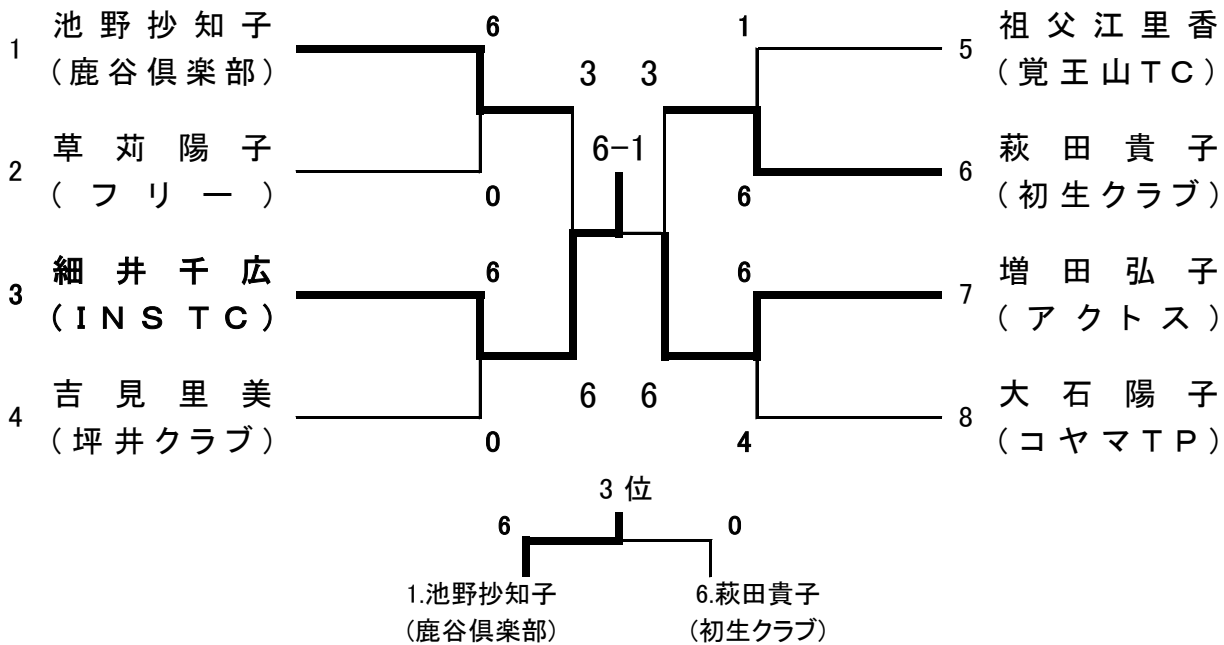 1 池野抄知子
(鹿谷倶楽部)
6
0
2 草苅陽子
(フリー)
3 細井千広
(INS TC)
6
0
4 吉見里美
(坪井クラブ)
3 3
6-1
6 6
1
6
5 祖父江里香
(覚王山TC)
6 萩田貴子
(初生クラブ)
6
4
7 増田弘子
(アクトス)
8 大石陽子
(コヤマTP)
3 位
6 0
1.池野抄知子
(鹿谷倶楽部)
6.萩田貴子
(初生クラブ)